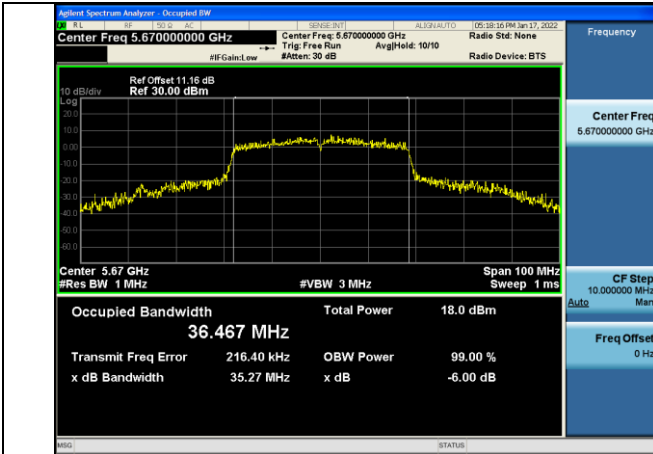 Agilent Spectrum Analyzer - Occupied BW
RL RF 50 Ω AC SENSE:INT ALIGNAUTO 05:18:16 PM Jan 17, 2022
Center Freq 5.670000000 GHz
Center Freq: 5.670000000 GHz
Radio Std: None
Trig: Free Run Avg|Hold: 10/10
#IFGain:Low #Atten: 30 dB Radio Device: BTS
Frequency
Ref Offset 11.16 dB
10 dB/div Ref 30.00 dBm
Log
20.0
10.0
0.00
-10.0
-20.0
-30.0
-40.0
-50.0
-60.0
Center 5.67 GHz Span 100 MHz
#Res BW 1 MHz #VBW 3 MHz Sweep 1 ms
Occupied Bandwidth Total Power 18.0 dBm
36.467 MHz
Transmit Freq Error 216.40 kHz OBW Power 99.00 %
x dB Bandwidth 35.27 MHz x dB -6.00 dB
Center Freq
5.670000000 GHz
CF Step
10.000000 MHz
Auto Man
Freq Offset
0 Hz
MSG STATUS